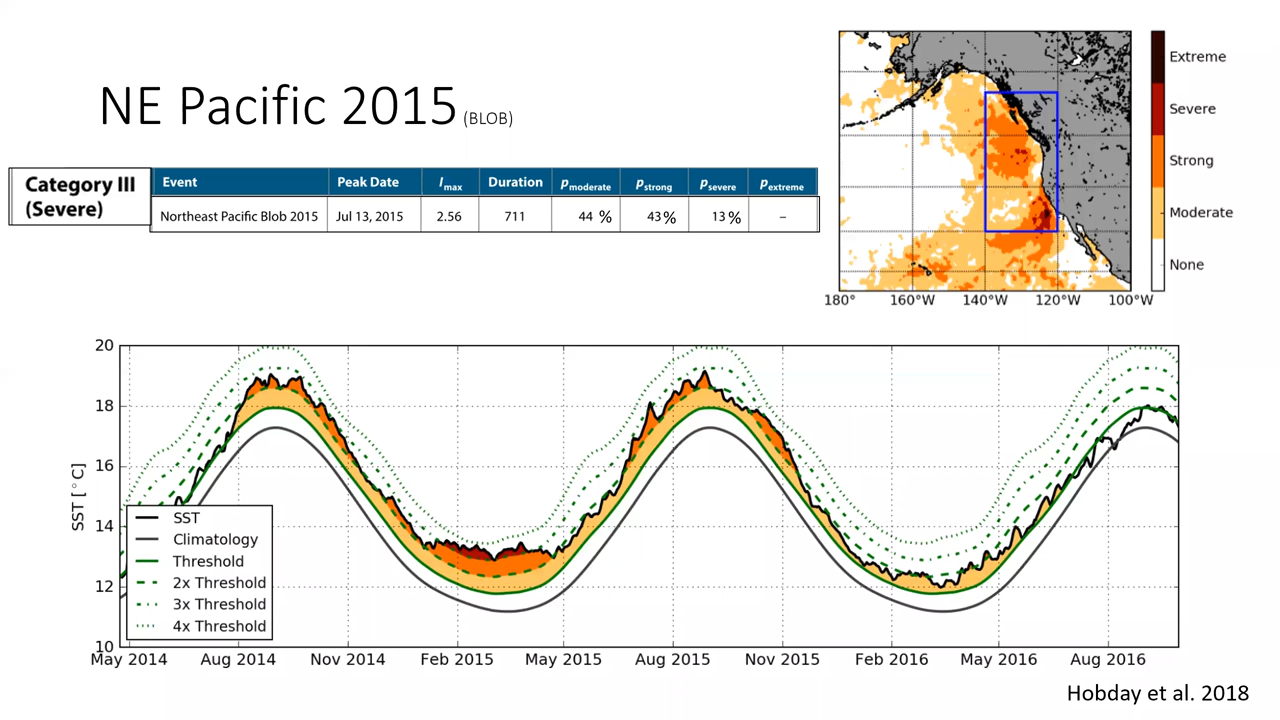 NE Pacific 2015 (BLOB)
Category III
(Severe)
Event Peak Date Imax Duration pmoderate pstrong psevere pextreme
Northeast Pacific Blob 2015 Jul 13, 2015 2.56 711 44 % 43% 13 % –
Extreme
Severe
Strong
Moderate
None
180° 160°W 140°W 120°W 100°W
20
18
16
14
12
10
SST [°C]
SST
Climatology
Threshold
2x Threshold
3x Threshold
4x Threshold
May 2014 Aug 2014 Nov 2014 Feb 2015 May 2015 Aug 2015 Nov 2015 Feb 2016 May 2016 Aug 2016
Hobday et al. 2018